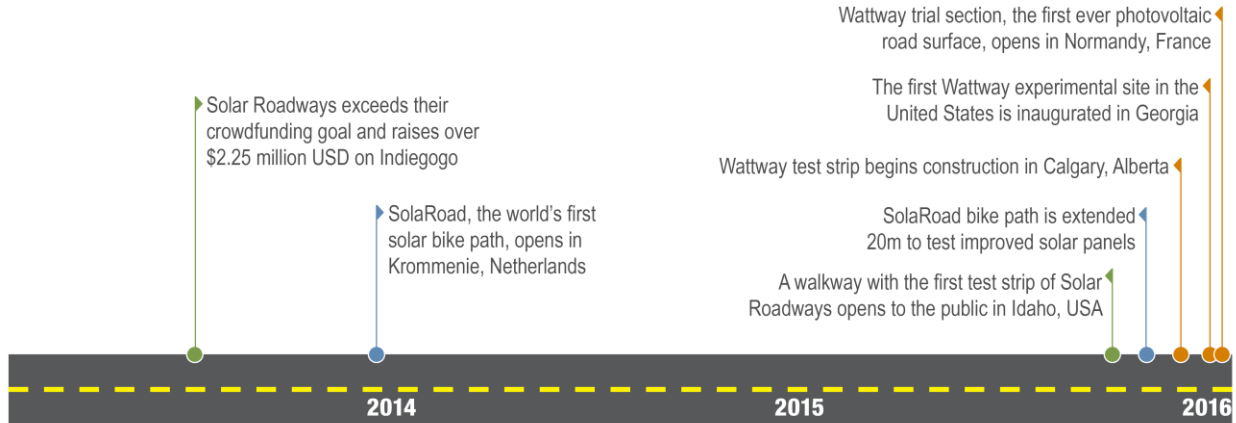 Wattway trial section, the first ever photovoltaic
road surface, opens in Normandy, France
The first Wattway experimental site in the
United States is inaugurated in Georgia
Solar Roadways exceeds their
crowdfunding goal and raises over
$2.25 million USD on Indiegogo
Wattway test strip begins construction in Calgary, Alberta
SolaRoad, the world's first
solar bike path, opens in
Krommenie, Netherlands
SolaRoad bike path is extended
20m to test improved solar panels
A walkway with the first test strip of Solar
Roadways opens to the public in Idaho, USA
2014
2015
2016